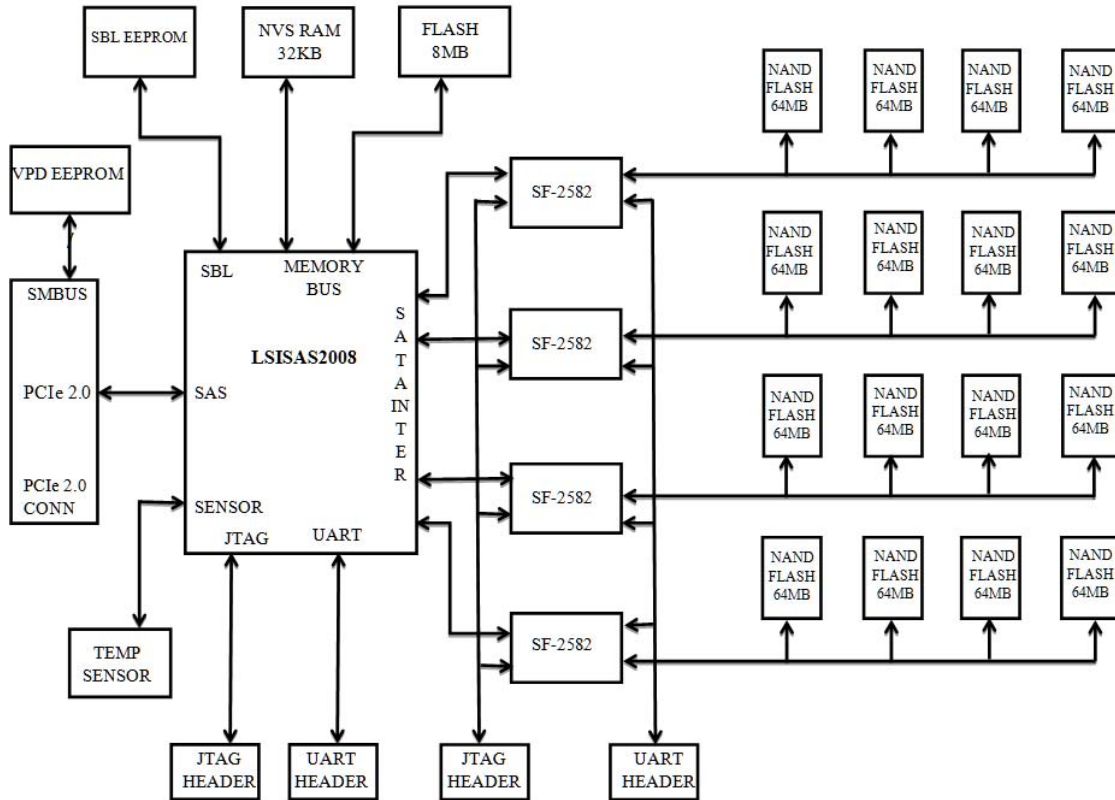 SBL EEPROM
NVS RAM
32KB
FLASH
8MB
VPD EEPROM
SMBUS
PCIe 2.0
PCIe 2.0
CONN
SBL
MEMORY
BUS
LSISAS2008
SAS
SENSOR
JTAG
UART
S
A
T
A
IN
T
E
R
TEMP
SENSOR
JTAG
HEADER
UART
HEADER
JTAG
HEADER
UART
HEADER
SF-2582
SF-2582
SF-2582
SF-2582
NAND
FLASH
64MB
NAND
FLASH
64MB
NAND
FLASH
64MB
NAND
FLASH
64MB
NAND
FLASH
64MB
NAND
FLASH
64MB
NAND
FLASH
64MB
NAND
FLASH
64MB
NAND
FLASH
64MB
NAND
FLASH
64MB
NAND
FLASH
64MB
NAND
FLASH
64MB
NAND
FLASH
64MB
NAND
FLASH
64MB
NAND
FLASH
64MB
NAND
FLASH
64MB